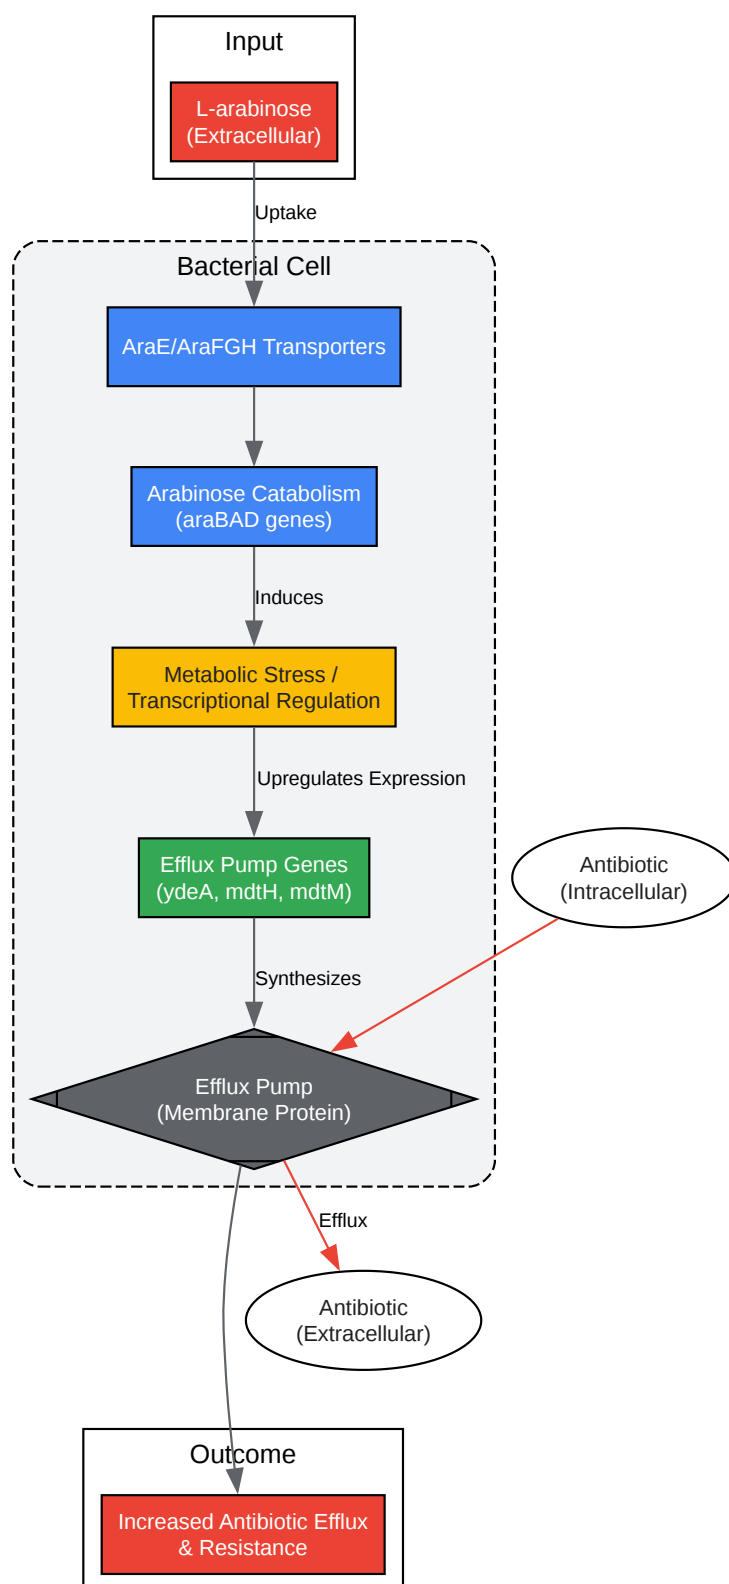 Input
L-arabinose
(Extracellular)
Uptake
Bacterial Cell
AraE/AraFGH Transporters
Arabinose Catabolism
(araBAD genes)
Induces
Metabolic Stress /
Transcriptional Regulation
Upregulates Expression
Efflux Pump Genes
(ydeA, mdtH, mdtM)
Antibiotic
(Intracellular)
Synthesizes
Efflux Pump
(Membrane Protein)
Efflux
Antibiotic
(Extracellular)
Outcome
Increased Antibiotic Efflux
& Resistance